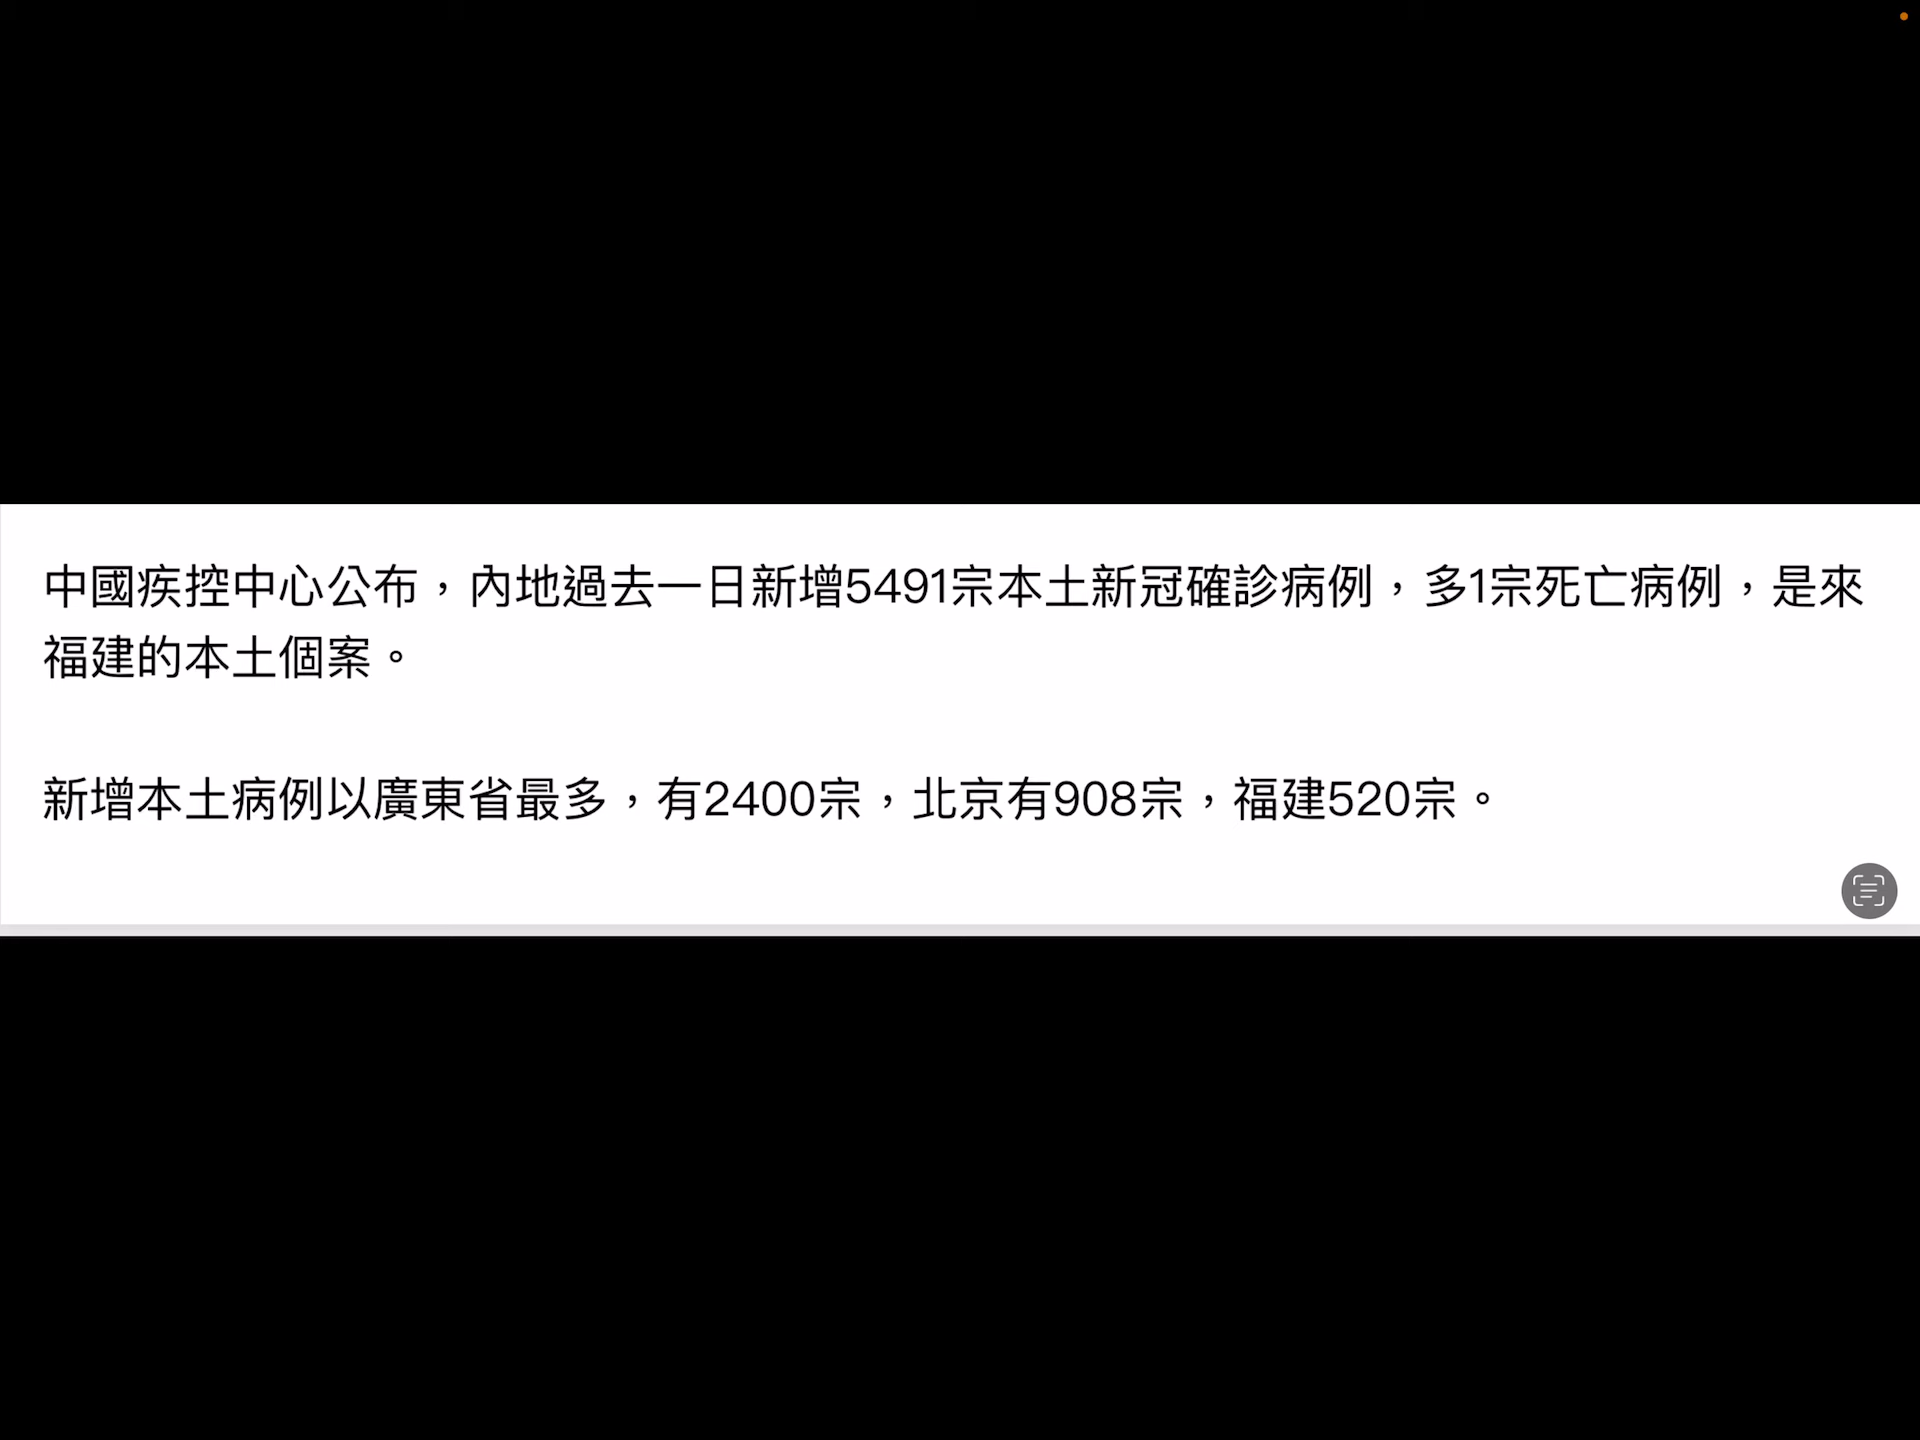 中國疾控中心公布，內地過去一日新增5491宗本土新冠確診病例，多1宗死亡病例，是來
福建的本土個案。
新增本土病例以廣東省最多，有2400宗，北京有908宗，福建520宗。